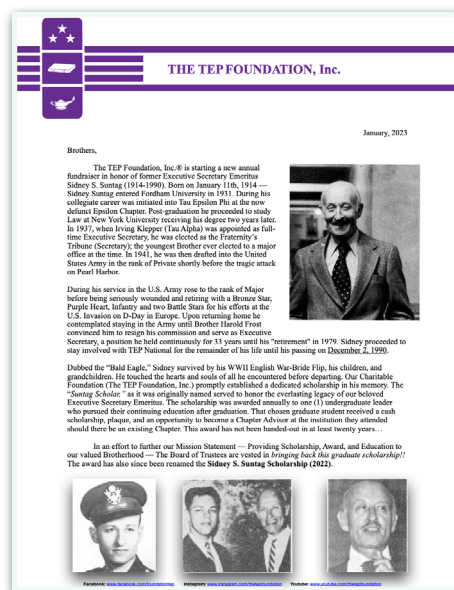 THE TEP FOUNDATION, Inc.
January, 2023
Brothers,
The TEP Foundation, Inc.® is starting a new annual
fundraiser in honor of former Executive Secretary Emeritus
Sidney S. Suntag (1914-1990). Born on January 11th, 1914 —
Sidney Suntag entered Fordham University in 1931. During his
collegiate career was initiated into Tau Epsilon Phi at the now
defunct Epsilon Chapter. Post-graduation he proceeded to study
Law at New York University receiving his degree two years later.
In 1937, when Irving Klepper (Tau Alpha) was appointed as full-
time Executive Secretary, he was elected as the Fraternity's
Tribune (Secretary); the youngest Brother ever elected to a major
office at the time. In 1941, he was then drafted into the United
States Army in the rank of Private shortly before the tragic attack
on Pearl Harbor.
During his service in the U.S. Army rose to the rank of Major
before being seriously wounded and retiring with a Bronze Star,
Purple Heart, Infantry and two Battle Stars for his efforts at the
U.S. Invasion on D-Day in Europe. Upon returning home he
contemplated staying in the Army until Brother Harold Frost
convinced him to resign his commission and serve as Executive
Secretary, a position he held continuously for 33 years until his "retirement" in 1979. Sidney proceeded to
stay involved with TEP National for the remainder of his life until his passing on December 2, 1990.
Dubbed the "Bald Eagle," Sidney survived by his WWII English War-Bride Flip, his children, and
grandchildren. He touched the hearts and souls of all he encountered before departing. Our Charitable
Foundation (The TEP Foundation, Inc.) promptly established a dedicated scholarship in his memory. The
"Suntag Scholar," as it was originally named served to honor the everlasting legacy of our beloved
Executive Secretary Emeritus. The scholarship was awarded annually to one (1) undergraduate leader
who pursued their continuing education after graduation. That chosen graduate student received a cash
scholarship, plaque, and an opportunity to become a Chapter Advisor at the institution they attended
should there be an existing Chapter. This award has not been handed-out in at least twenty years…
In an effort to further our Mission Statement — Providing Scholarship, Award, and Education to
our valued Brotherhood — The Board of Trustees are vested in bringing back this graduate scholarship!!
The award has also since been renamed the Sidney S. Suntag Scholarship (2022).
Facebook: www.facebook.com/foundationtep Instagram: www.instagram.com/thetepfoundation Youtube: www.youtube.com/thetepfoundation